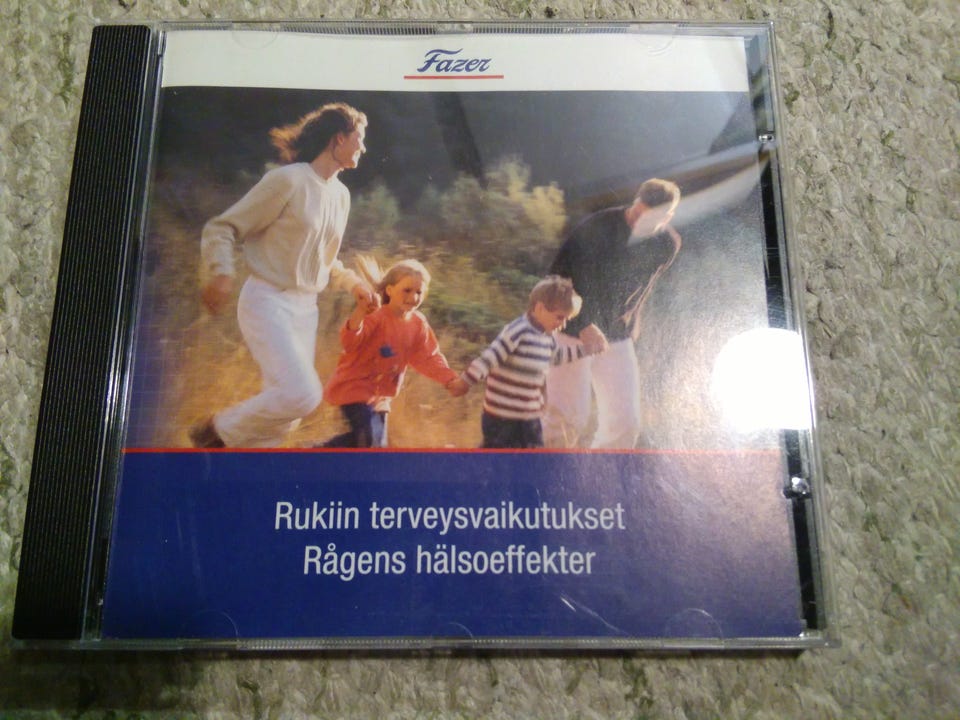 Fazer
Rukiin terveysvaikutukset
Rågens hälsoeffekter